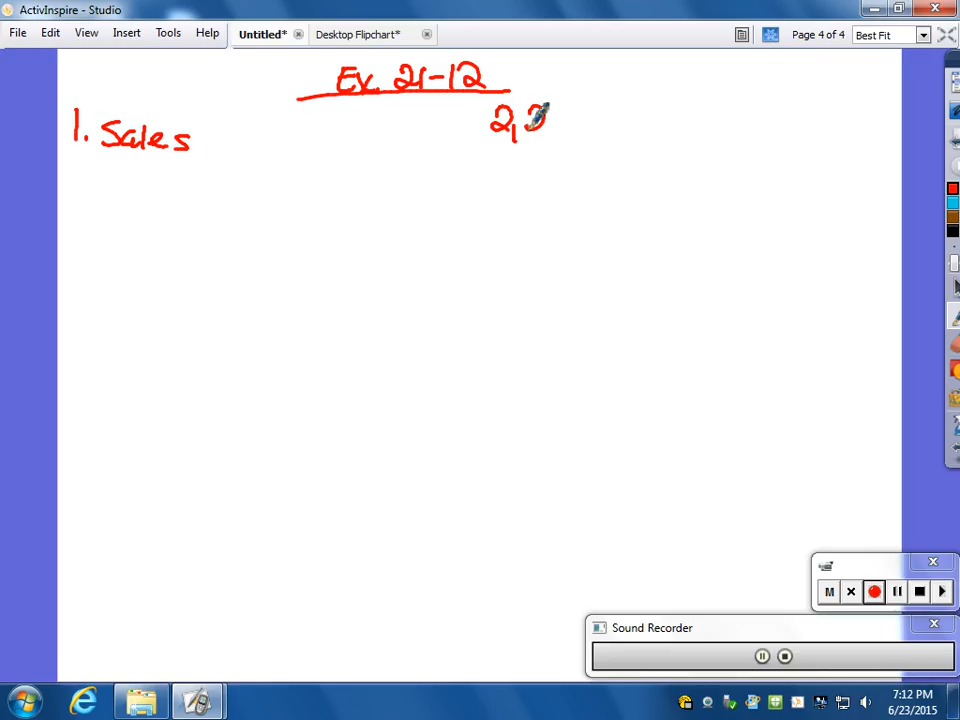 ActivInspire - Studio
File Edit View Insert Tools Help Untitled* Desktop Flipchart* Page 4 of 4 Best Fit
Ex. 21-12
1. Sales 2,
M
Sound Recorder
7:12 PM
6/23/2015